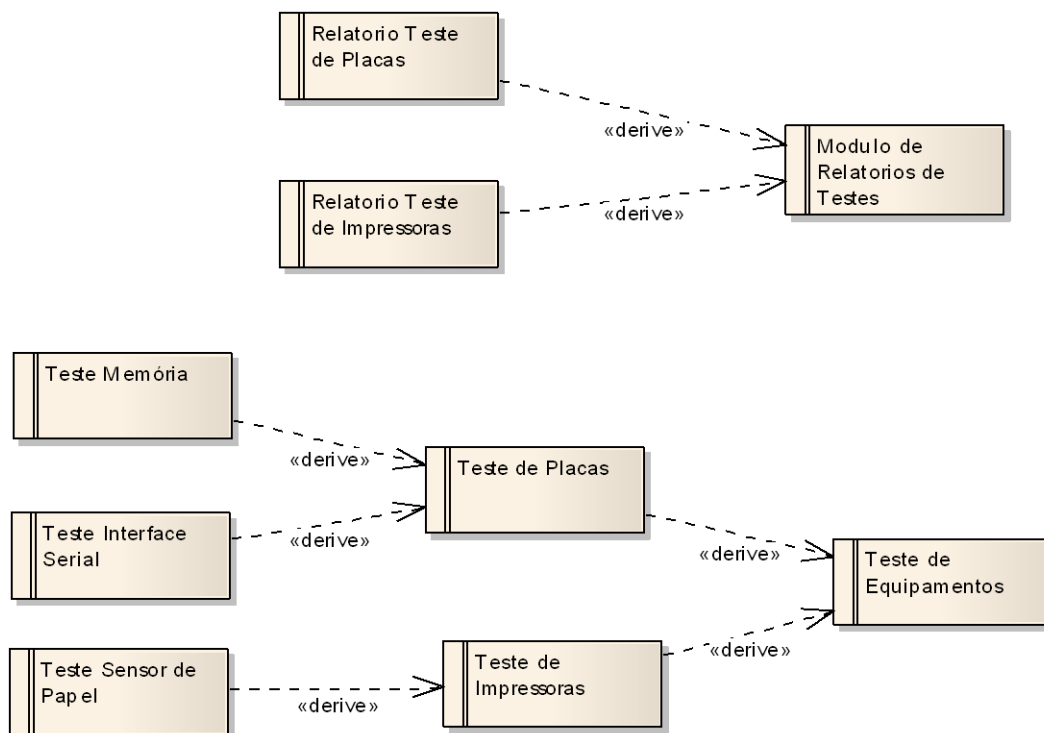 Relatorio Teste
de Placas
«derive»
Modulo de
Relatorios de
Testes
Relatorio Teste
de Impressoras
«derive»
Teste Memória
«derive»
Teste de Placas
Teste Interface
Serial
«derive»
«derive»
Teste de
Equipamentos
Teste Sensor de
Papel
«derive»
Teste de
Impressoras
«derive»